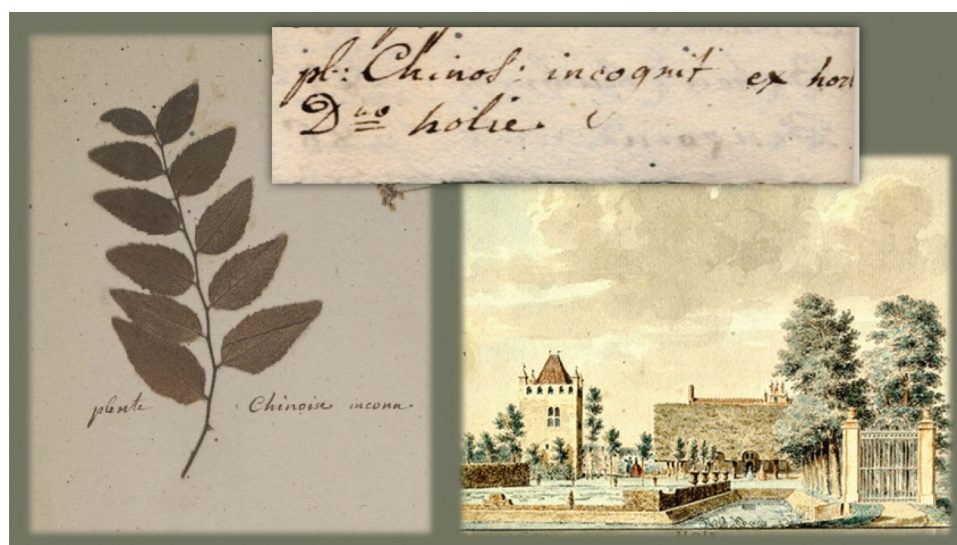 pl: Chinos: incognit ex hort
Dno holie.
plente Chinoise inconn